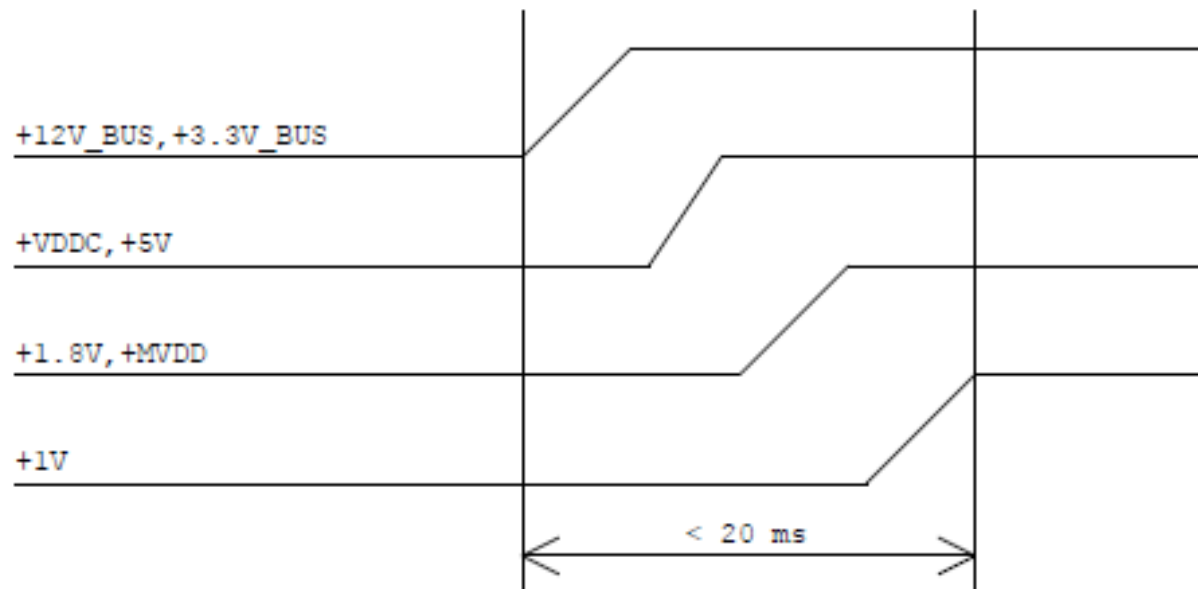 +12V_BUS,+3.3V_BUS
+VDDC,+5V
+1.8V,+MVDD
+1V
< 20 ms